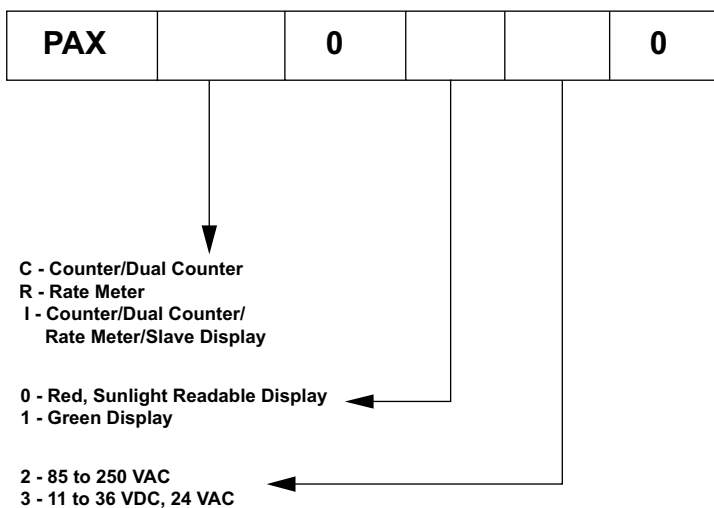 PAX 0 0
C - Counter/Dual Counter
R - Rate Meter
I - Counter/Dual Counter/
Rate Meter/Slave Display
0 - Red, Sunlight Readable Display
1 - Green Display
2 - 85 to 250 VAC
3 - 11 to 36 VDC, 24 VAC